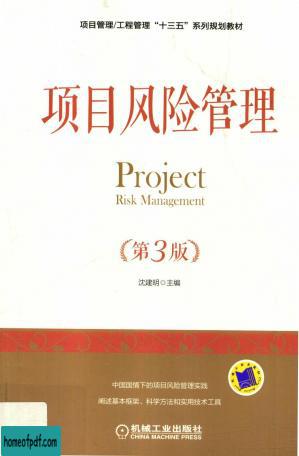 项目管理/工程管理“十三五”系列规划教材
项目风险管理
Project
Risk Management
第3版
沈建明 主编
中国国情下的项目风险管理实践
阐述基本框架、科学方法和实用技术工具
机械工业出版社
CHINA MACHINE PRESS
homeofpdf.com